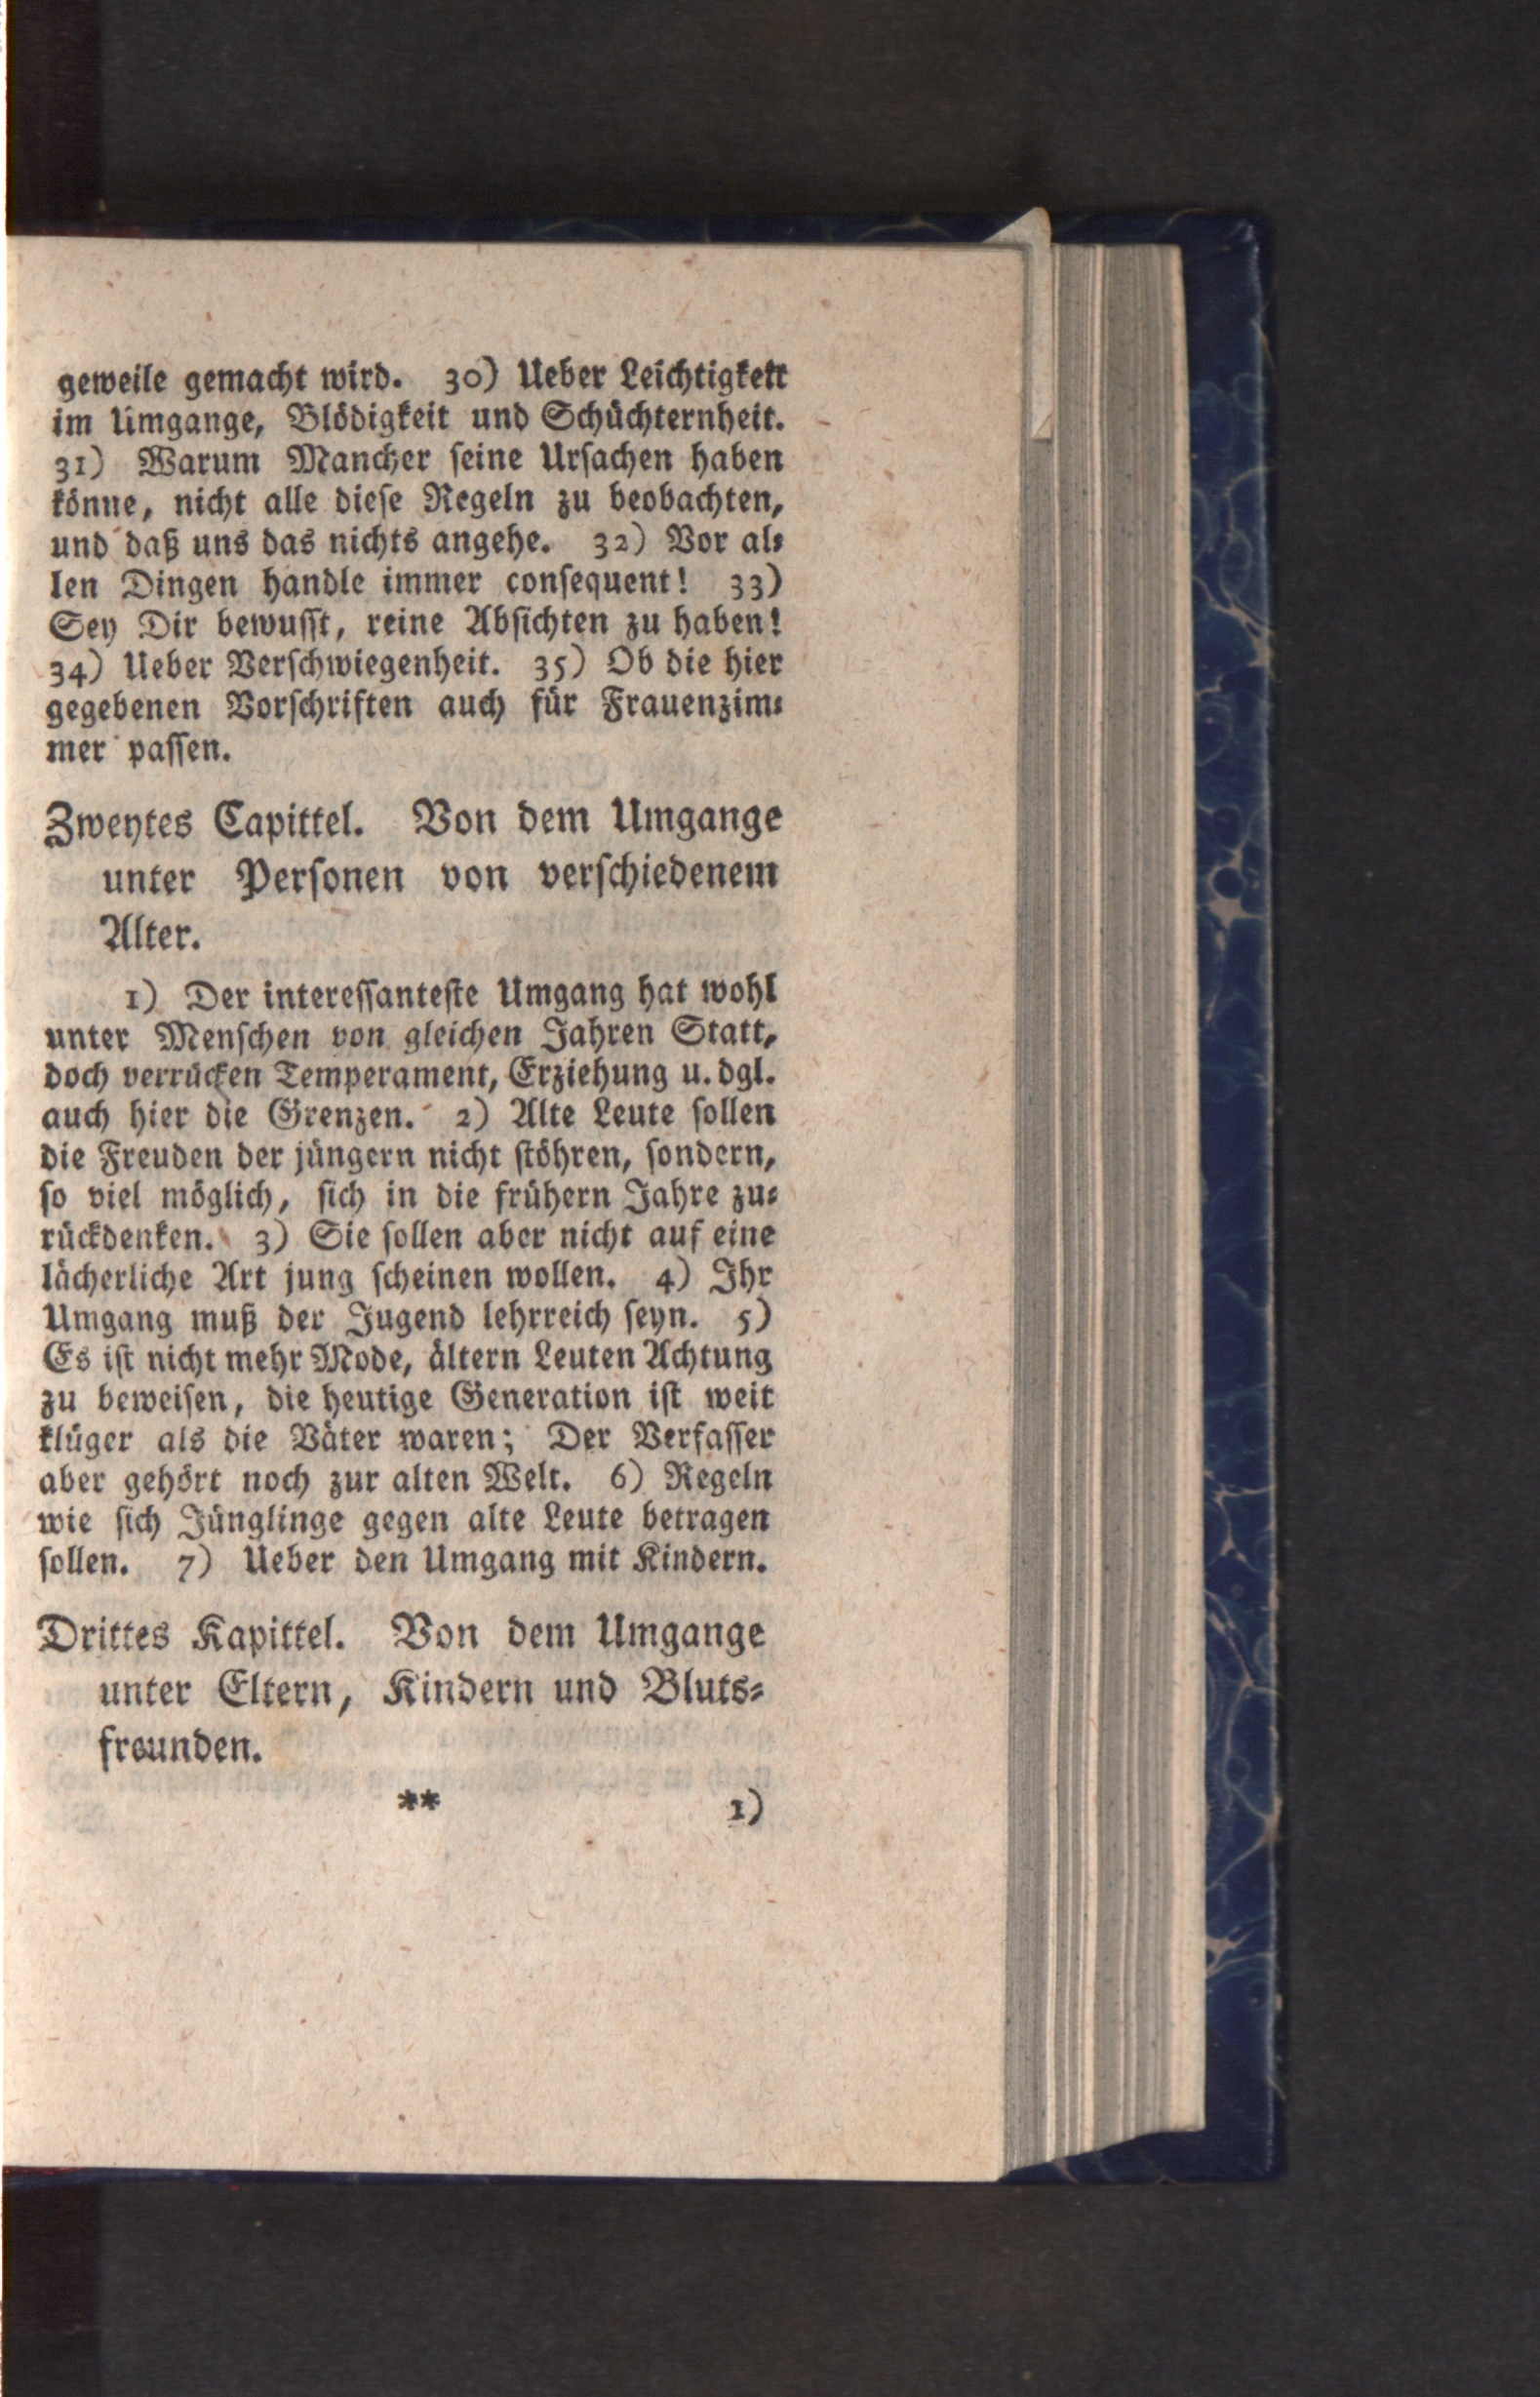 geweile gemacht wird. 30) Ueber Leichtigkeit
im Umgange, Blödigkeit und Schüchternheit.
31) Warum Mancher ſeine Urſachen haben
könne, nicht alle dieſe Regeln zu beobachten,
und daß uns das nichts angehe. 32) Vor al⸗
len Dingen handle immer conſequent! 33)
Sey Dir bewuſſt, reine Abſichten zu haben!
34) Ueber Verſchwiegenheit. 35) Ob die hier
gegebenen Vorſchriften auch für Frauenzim⸗
mer paſſen.
Zweytes Capittel. Von dem Umgange
unter Perſonen von verſchiedenem
Alter.
1) Der intereſſanteſte Umgang hat wohl
unter Menſchen von gleichen Jahren Statt,
doch verrücken Temperament, Erziehung u. dgl.
auch hier die Grenzen. 2) Alte Leute ſollen
die Freuden der jüngern nicht ſtöhren, ſondern,
ſo viel möglich, ſich in die frühern Jahre zu⸗
rückdenken. 3) Sie ſollen aber nicht auf eine
lächerliche Art jung ſcheinen wollen. 4) Ihr
Umgang muß der Jugend lehrreich ſeyn. 5)
Es iſt nicht mehr Mode, ältern Leuten Achtung
zu beweiſen, die heutige Generation iſt weit
klüger als die Väter waren; Der Verfaſſer
aber gehört noch zur alten Welt. 6) Regeln
wie ſich Jünglinge gegen alte Leute betragen
ſollen. 7) Ueber den Umgang mit Kindern.
Drittes Kapittel. Von dem Umgange
unter Eltern, Kindern und Bluts⸗
freunden.
** 1)